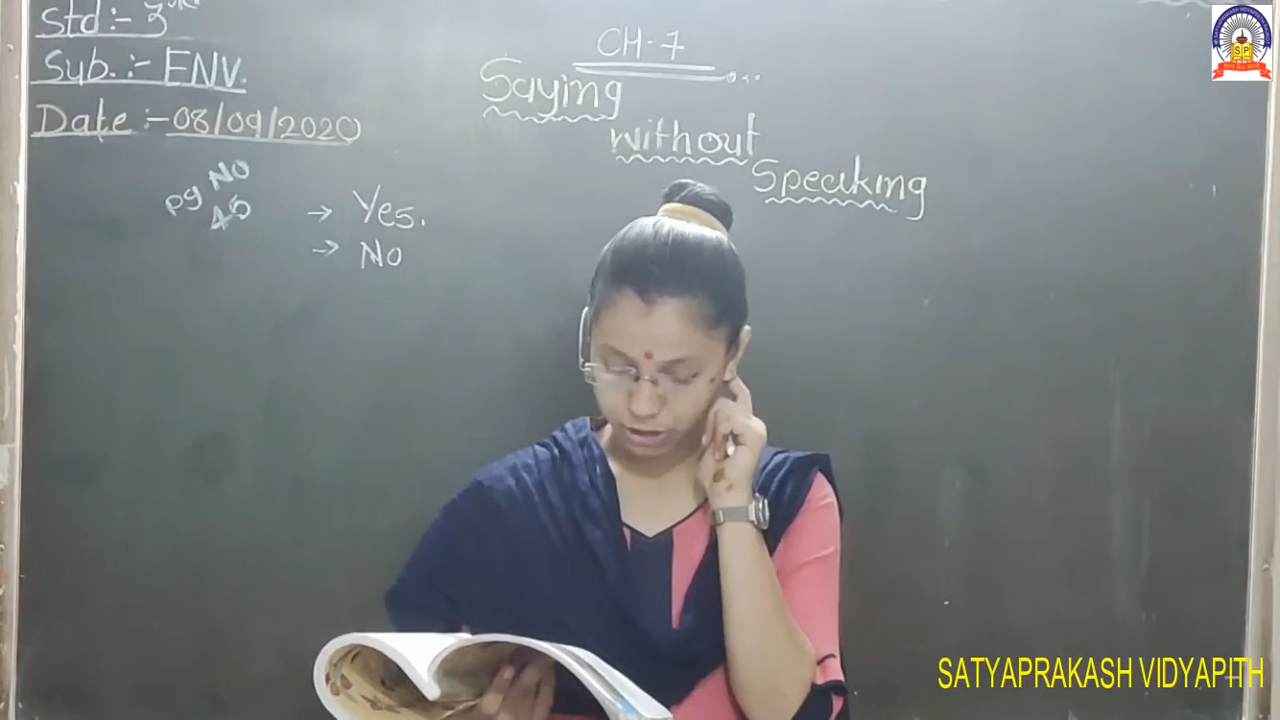 Std :- 3rd
Sub. :- ENV.
Date :- 08/09/2020
CH-7
Saying
without
Speaking
pg No
45
→ Yes.
→ No
SP
SATYAPRAKASH VIDYAPITH